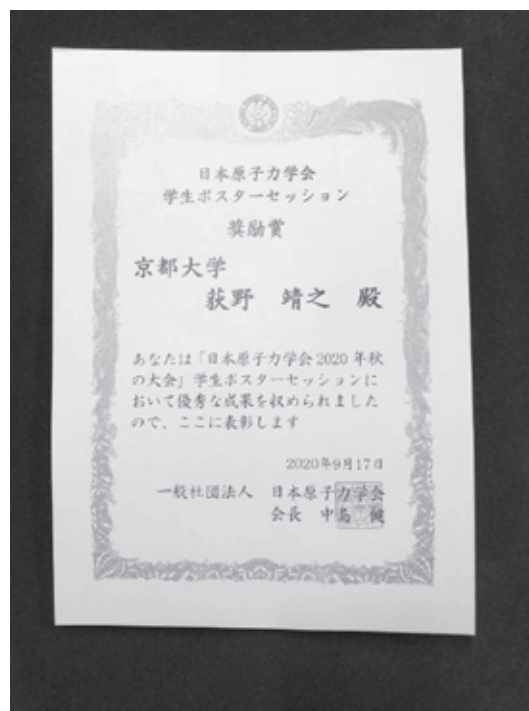 日本原子力学会
学生ポスターセッション
奨励賞
京都大学
荻野 靖之 殿
あなたは「日本原子力学会 2020 年秋
の大会」学生ポスターセッションに
おいて優秀な成果を収められました
ので、ここに表彰します
2020年9月17日
一般社団法人 日本原子力学会
会長 中島 健